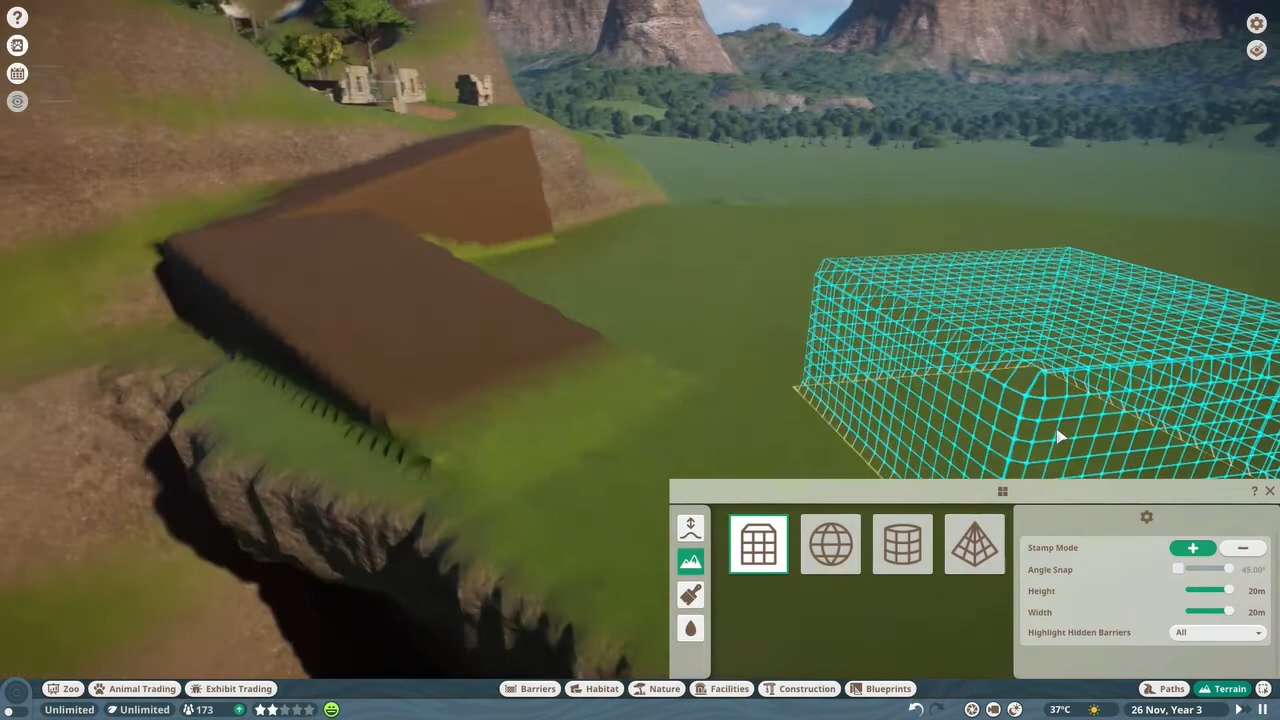 ?
Stamp Mode
Angle Snap 45.00°
Height 20m
Width 20m
Highlight Hidden Barriers All
Zoo Animal Trading Exhibit Trading Barriers Habitat Nature Facilities Construction Blueprints Paths Terrain
Unlimited Unlimited 173 37°C 26 Nov, Year 3